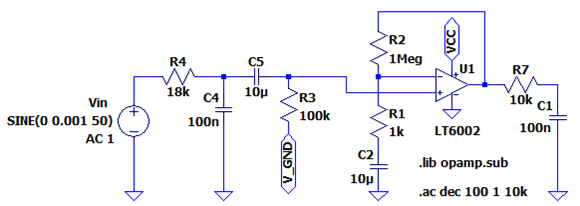 R4
18k
Vin
SINE(0 0.001 50)
AC 1
C4
100n
C5
10µ
R3
100k
V_GND
R2
1Meg
R1
1k
C2
10µ
VCC
U1
LT6002
R7
10k
C1
100n
.lib opamp.sub
.ac dec 100 1 10k